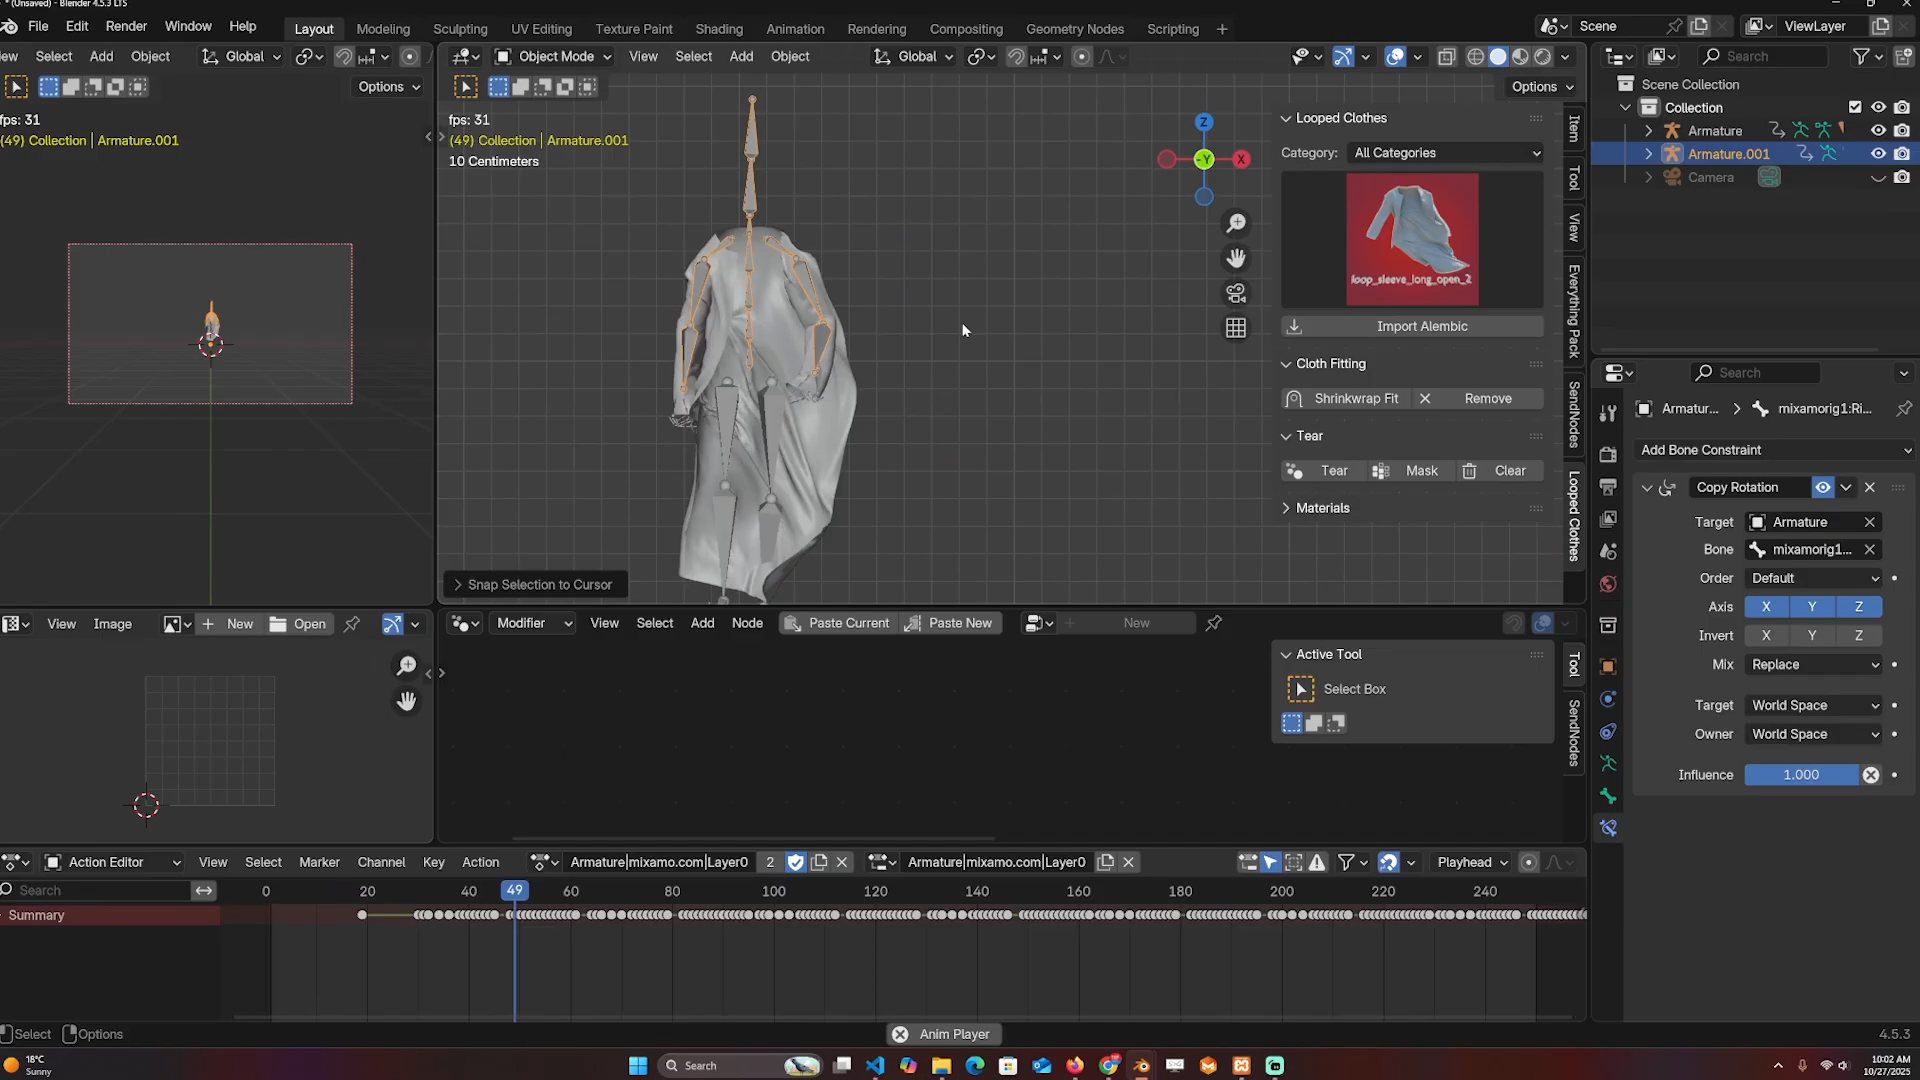 * (Unsaved) - Blender 4.5.3 LTS
File Edit Render Window Help Layout Modeling Sculpting UV Editing Texture Paint Shading Animation Rendering Compositing Geometry Nodes Scripting + Scene ViewLayer
ew Select Add Object Global Object Mode View Select Add Object Global Search
Options Options Scene Collection
Collection
Armature
Armature.001
Camera
fps: 31 fps: 31
(49) Collection | Armature.001 (49) Collection | Armature.001
10 Centimeters
Z
-Y
X
Looped Clothes
Category: All Categories
loop_sleeve_long_open_2
Import Alembic
Cloth Fitting
Shrinkwrap Fit Remove
Tear
Tear Mask Clear
Materials
Item
Tool
View
Everything Pack
SendNodes
Looped Clothes
Snap Selection to Cursor
Search
Armatur... mixamorig1:Ri...
Add Bone Constraint
Copy Rotation
Target Armature
Bone mixamorig1...
Order Default
Axis X Y Z
Invert X Y Z
Mix Replace
Target World Space
Owner World Space
Influence 1.000
View Image New Open
Modifier View Select Add Node Paste Current Paste New New
Active Tool
Select Box
Tool
SendNodes
Action Editor View Select Marker Channel Key Action Armature|mixamo.com|Layer0 2 Armature|mixamo.com|Layer0 Playhead
Search 0 20 40 49 60 80 100 120 140 160 180 200 220 240
Summary
Select Options Anim Player 4.5.3
18°C
Sunny
Search
10:02 AM
10/27/2025